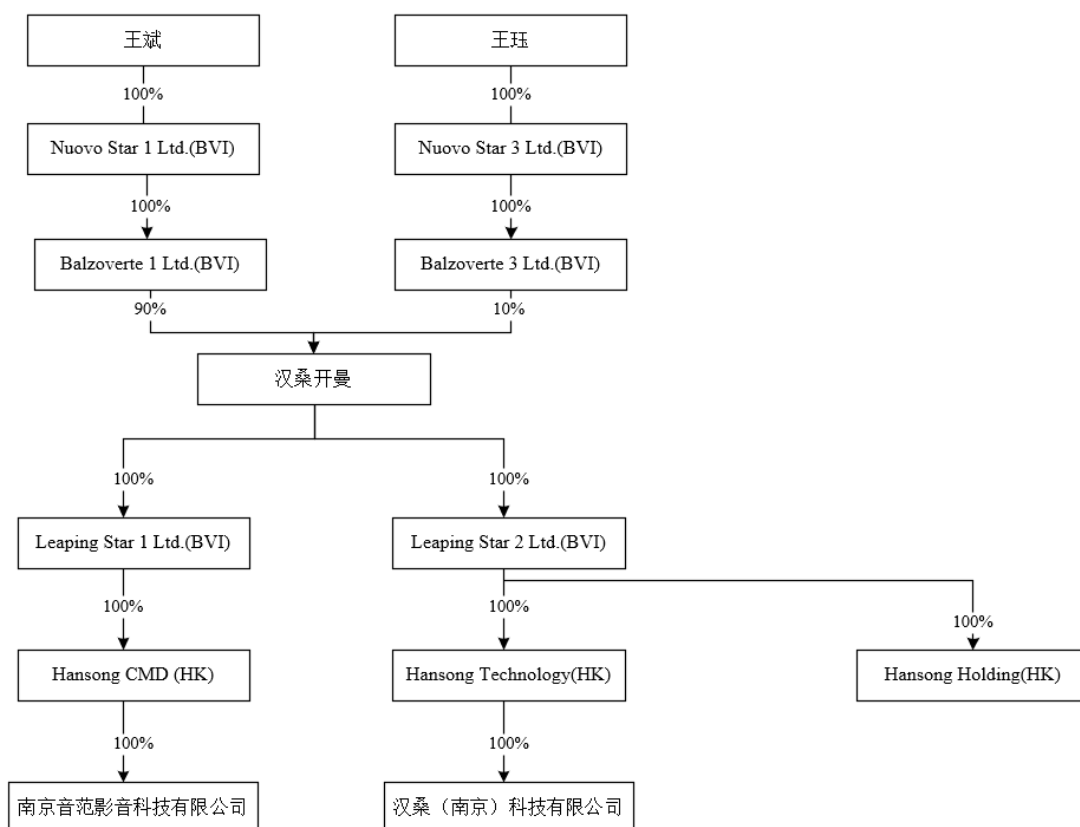 王斌
王珏
100%
100%
Nuovo Star 1 Ltd.(BVI)
Nuovo Star 3 Ltd.(BVI)
100%
100%
Balzoverte 1 Ltd.(BVI)
Balzoverte 3 Ltd.(BVI)
90%
10%
汉桑开曼
100%
100%
Leaping Star 1 Ltd.(BVI)
Leaping Star 2 Ltd.(BVI)
100%
100%
100%
Hansong CMD (HK)
Hansong Technology(HK)
Hansong Holding(HK)
100%
100%
南京音范影音科技有限公司
汉桑（南京）科技有限公司